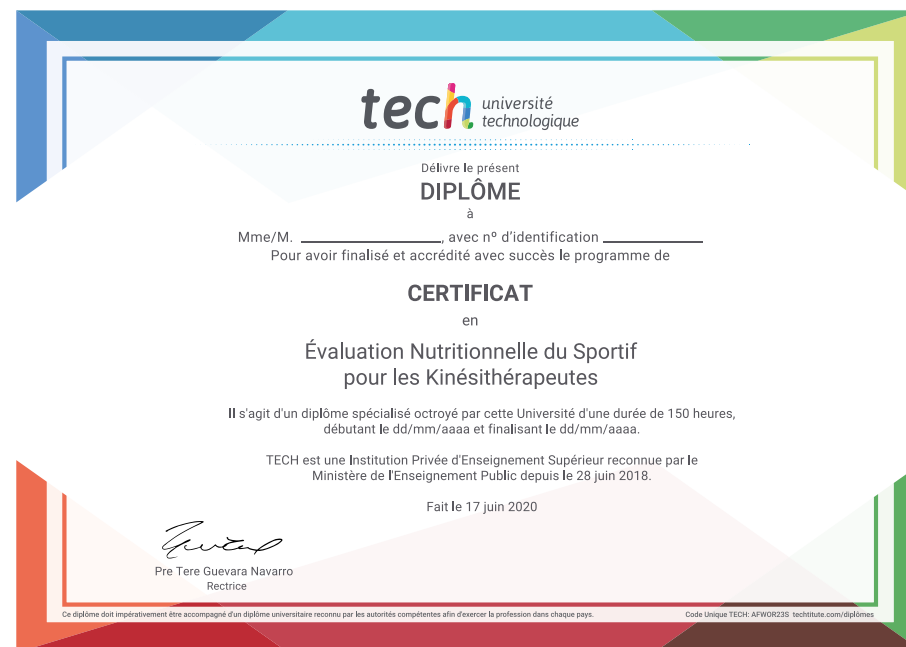 tech université
technologique
Délivre le présent
DIPLÔME
à
Mme/M. ____________________, avec nº d'identification ______________
Pour avoir finalisé et accrédité avec succès le programme de
CERTIFICAT
en
Évaluation Nutritionnelle du Sportif
pour les Kinésithérapeutes
Il s'agit d'un diplôme spécialisé octroyé par cette Université d'une durée de 150 heures,
débutant le dd/mm/aaaa et finalisant le dd/mm/aaaa.
TECH est une Institution Privée d'Enseignement Supérieur reconnue par le
Ministère de l'Enseignement Public depuis le 28 juin 2018.
Fait le 17 juin 2020
Pre Tere Guevara Navarro
Rectrice
Ce diplôme doit impérativement être accompagné d'un diplôme universitaire reconnu par les autorités compétentes afin d'exercer la profession dans chaque pays.
Code Unique TECH: AFWOR23S techtitute.com/diplômes